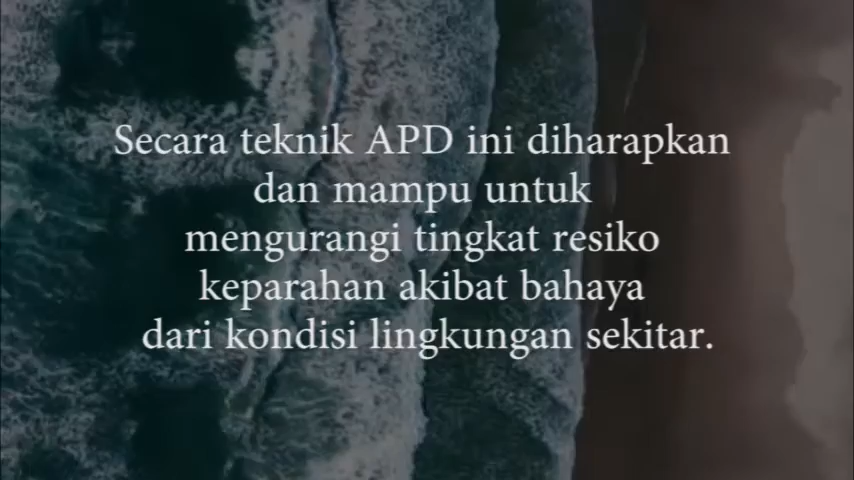 Secara teknik APD ini diharapkan
dan mampu untuk
mengurangi tingkat resiko
keparahan akibat bahaya
dari kondisi lingkungan sekitar.